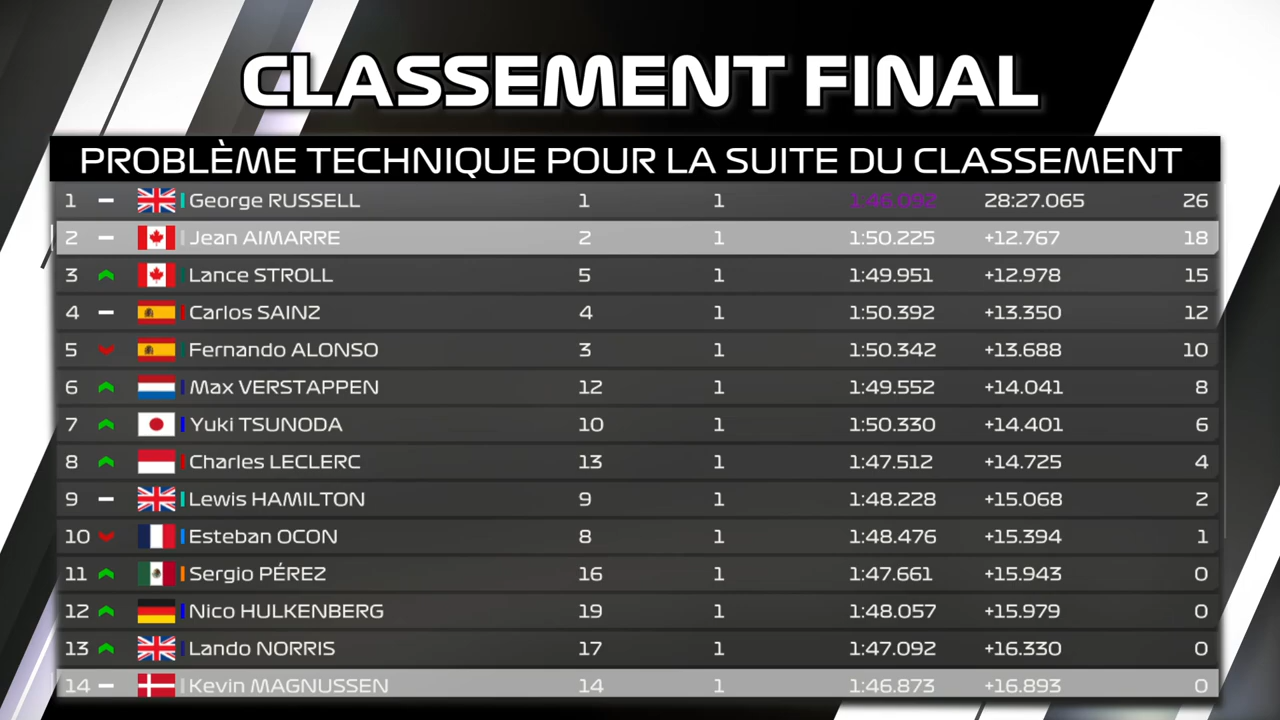 CLASSEMENT FINAL
PROBLÈME TECHNIQUE POUR LA SUITE DU CLASSEMENT
1 George RUSSELL 1 1 1:46.092 28:27.065 26
2 Jean AIMARRE 2 1 1:50.225 +12.767 18
3 Lance STROLL 5 1 1:49.951 +12.978 15
4 Carlos SAINZ 4 1 1:50.392 +13.350 12
5 Fernando ALONSO 3 1 1:50.342 +13.688 10
6 Max VERSTAPPEN 12 1 1:49.552 +14.041 8
7 Yuki TSUNODA 10 1 1:50.330 +14.401 6
8 Charles LECLERC 13 1 1:47.512 +14.725 4
9 Lewis HAMILTON 9 1 1:48.228 +15.068 2
10 Esteban OCON 8 1 1:48.476 +15.394 1
11 Sergio PÉREZ 16 1 1:47.661 +15.943 0
12 Nico HULKENBERG 19 1 1:48.057 +15.979 0
13 Lando NORRIS 17 1 1:47.092 +16.330 0
14 Kevin MAGNUSSEN 14 1 1:46.873 +16.893 0